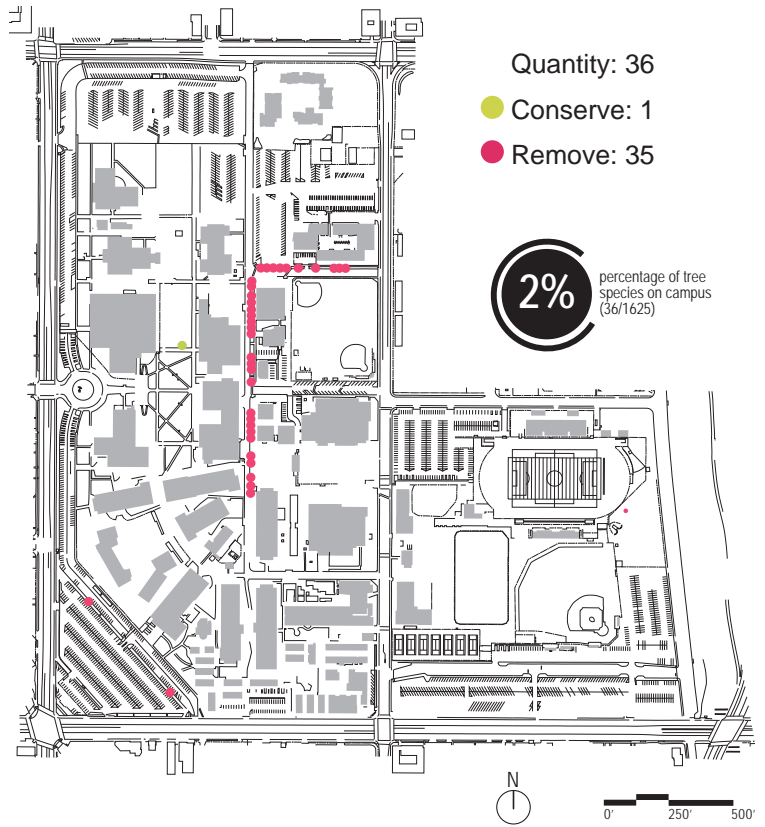 Quantity: 36
Conserve: 1
Remove: 35
2%
percentage of tree
species on campus
(36/1625)
N
0' 250' 500'